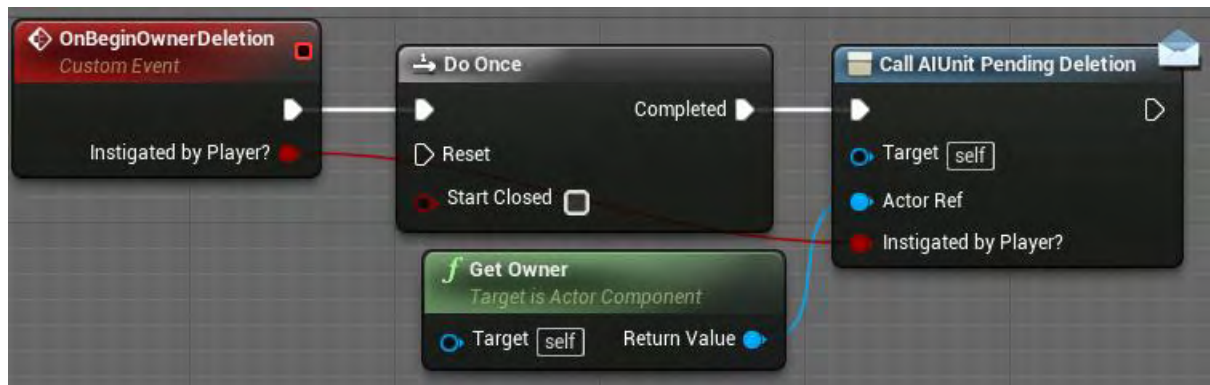 OnBeginOwnerDeletion
Custom Event
Instigated by Player?
Do Once
Completed
Reset
Start Closed
Call AIUnit Pending Deletion
Target self
Actor Ref
Instigated by Player?
f Get Owner
Target is Actor Component
Target self Return Value